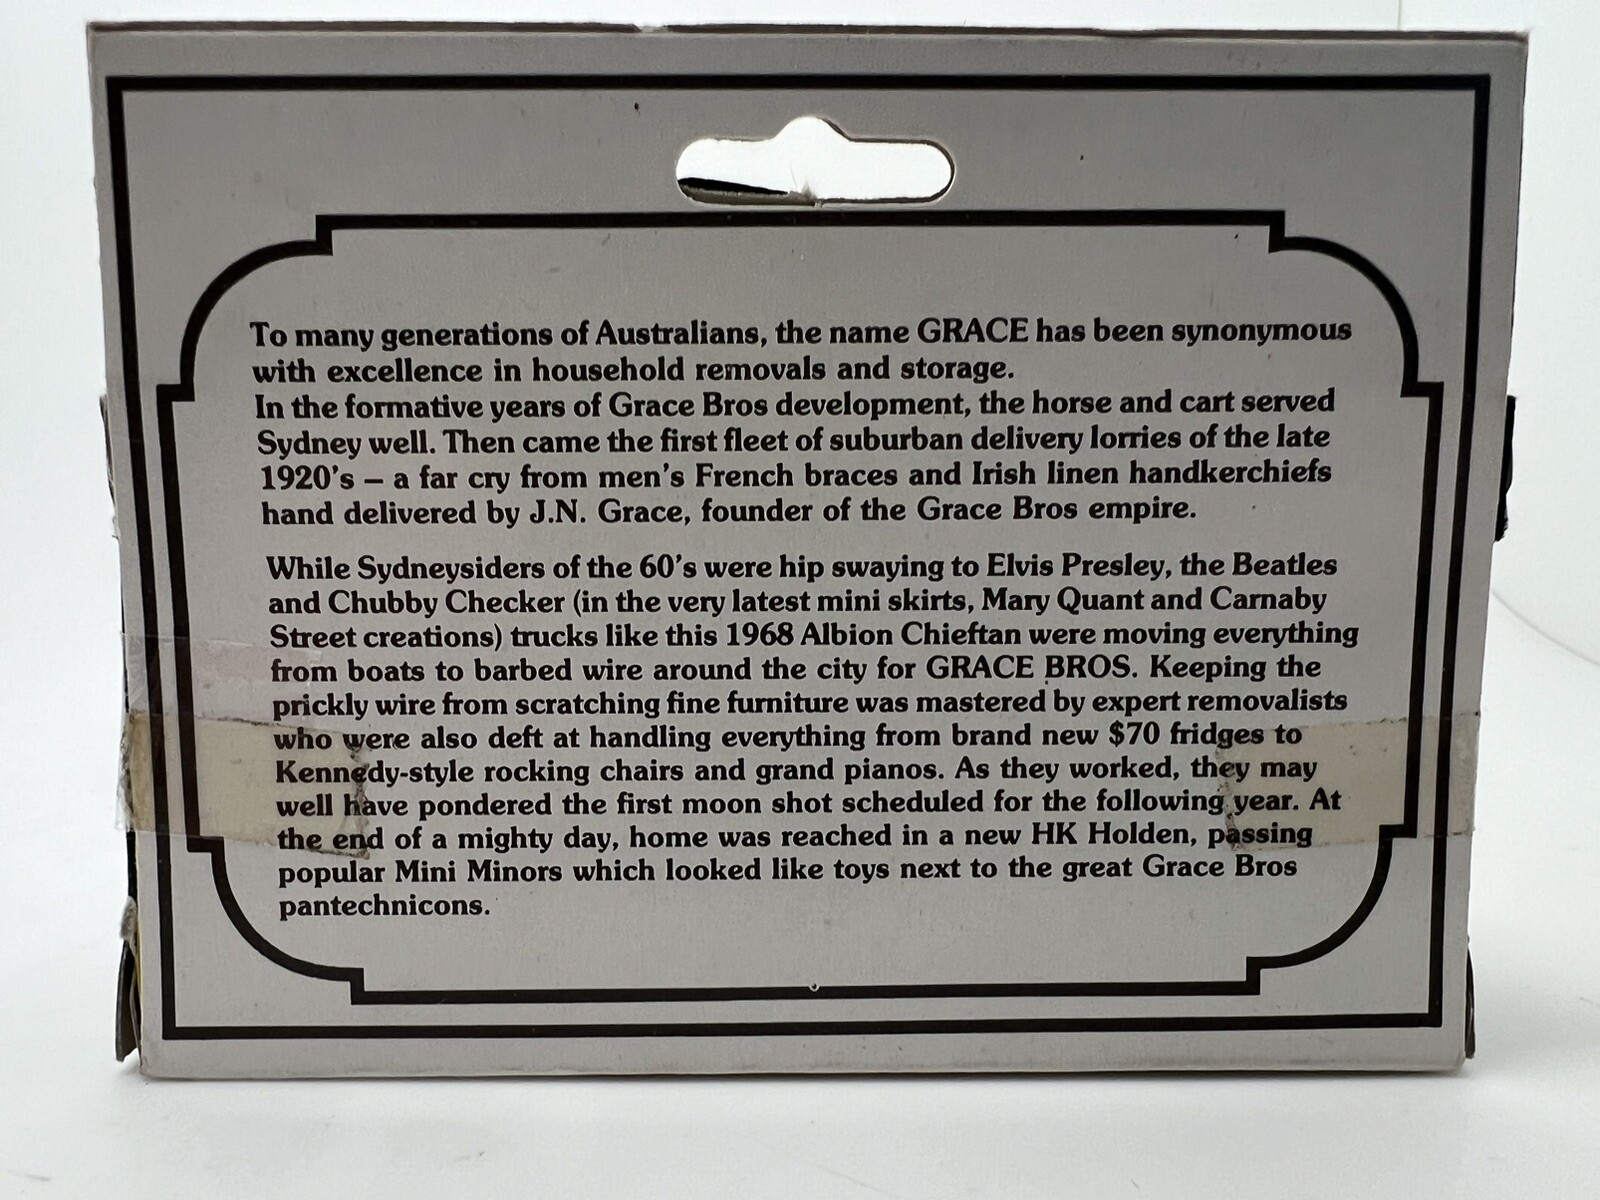 To many generations of Australians, the name GRACE has been synonymous
with excellence in household removals and storage.
In the formative years of Grace Bros development, the horse and cart served
Sydney well. Then came the first fleet of suburban delivery lorries of the late
1920's – a far cry from men's French braces and Irish linen handkerchiefs
hand delivered by J.N. Grace, founder of the Grace Bros empire.
While Sydneysiders of the 60's were hip swaying to Elvis Presley, the Beatles
and Chubby Checker (in the very latest mini skirts, Mary Quant and Carnaby
Street creations) trucks like this 1968 Albion Chieftan were moving everything
from boats to barbed wire around the city for GRACE BROS. Keeping the
prickly wire from scratching fine furniture was mastered by expert removalists
who were also deft at handling everything from brand new $70 fridges to
Kennedy-style rocking chairs and grand pianos. As they worked, they may
well have pondered the first moon shot scheduled for the following year. At
the end of a mighty day, home was reached in a new HK Holden, passing
popular Mini Minors which looked like toys next to the great Grace Bros
pantechnicons.